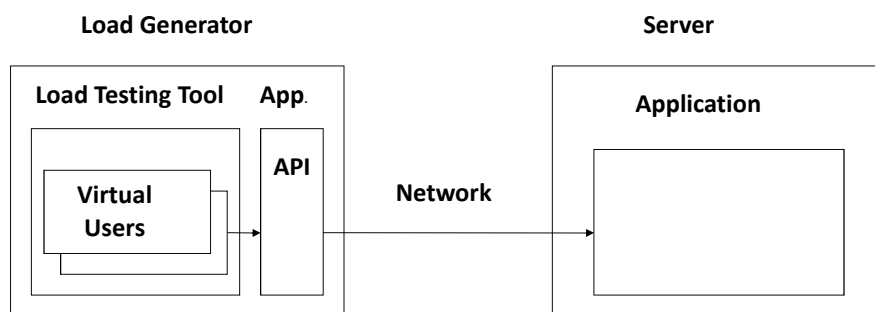 Load Generator
Server
Load Testing Tool
App.
Application
API
Virtual
Users
Network